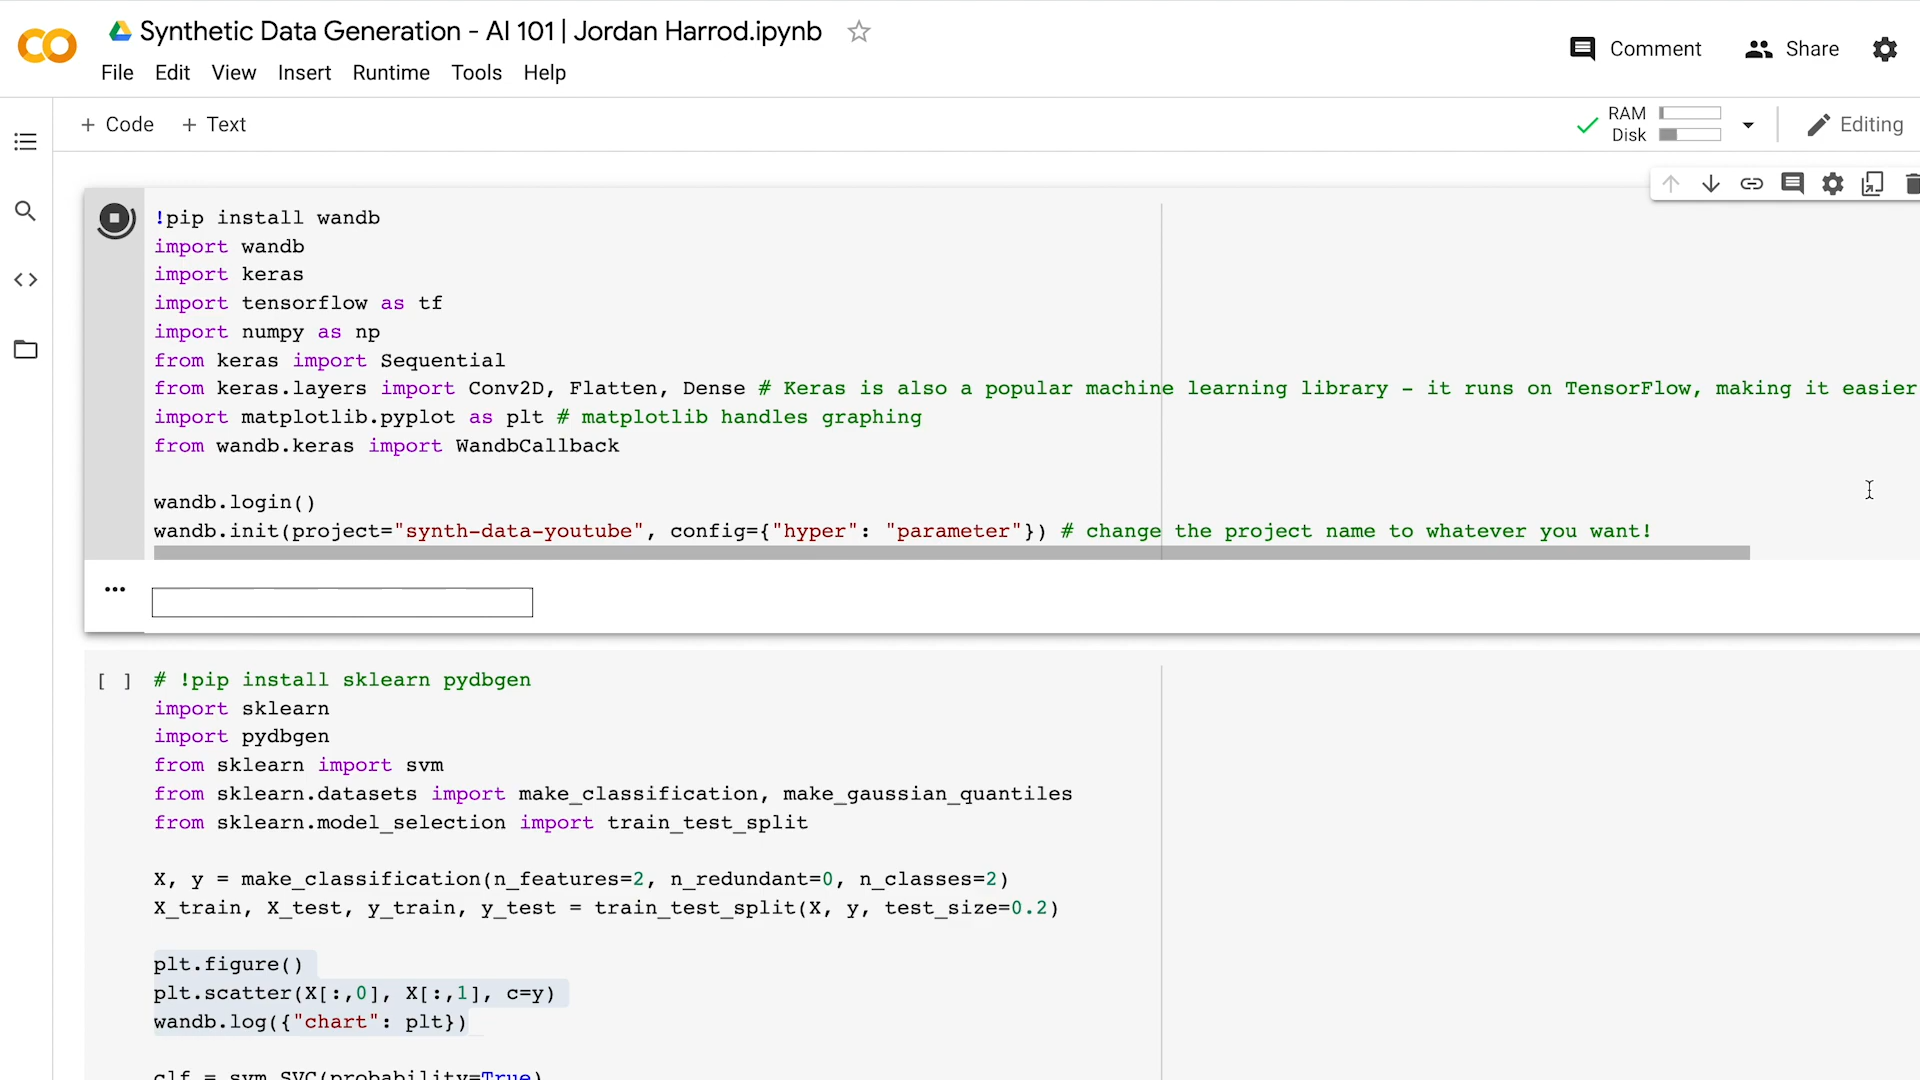 Synthetic Data Generation - AI 101 | Jordan Harrod.ipynb
Comment
Share
File Edit View Insert Runtime Tools Help
+ Code + Text
RAM
Disk
Editing
!pip install wandb
import wandb
import keras
import tensorflow as tf
import numpy as np
from keras import Sequential
from keras.layers import Conv2D, Flatten, Dense # Keras is also a popular machine learning library - it runs on TensorFlow, making it easier
import matplotlib.pyplot as plt # matplotlib handles graphing
from wandb.keras import WandbCallback
wandb.login()
wandb.init(project="synth-data-youtube", config={"hyper": "parameter"}) # change the project name to whatever you want!
[ ] # !pip install sklearn pydbgen
import sklearn
import pydbgen
from sklearn import svm
from sklearn.datasets import make_classification, make_gaussian_quantiles
from sklearn.model_selection import train_test_split
X, y = make_classification(n_features=2, n_redundant=0, n_classes=2)
X_train, X_test, y_train, y_test = train_test_split(X, y, test_size=0.2)
plt.figure()
plt.scatter(X[:,0], X[:,1], c=y)
wandb.log({"chart": plt})
clf = svm.SVC(probability=True)